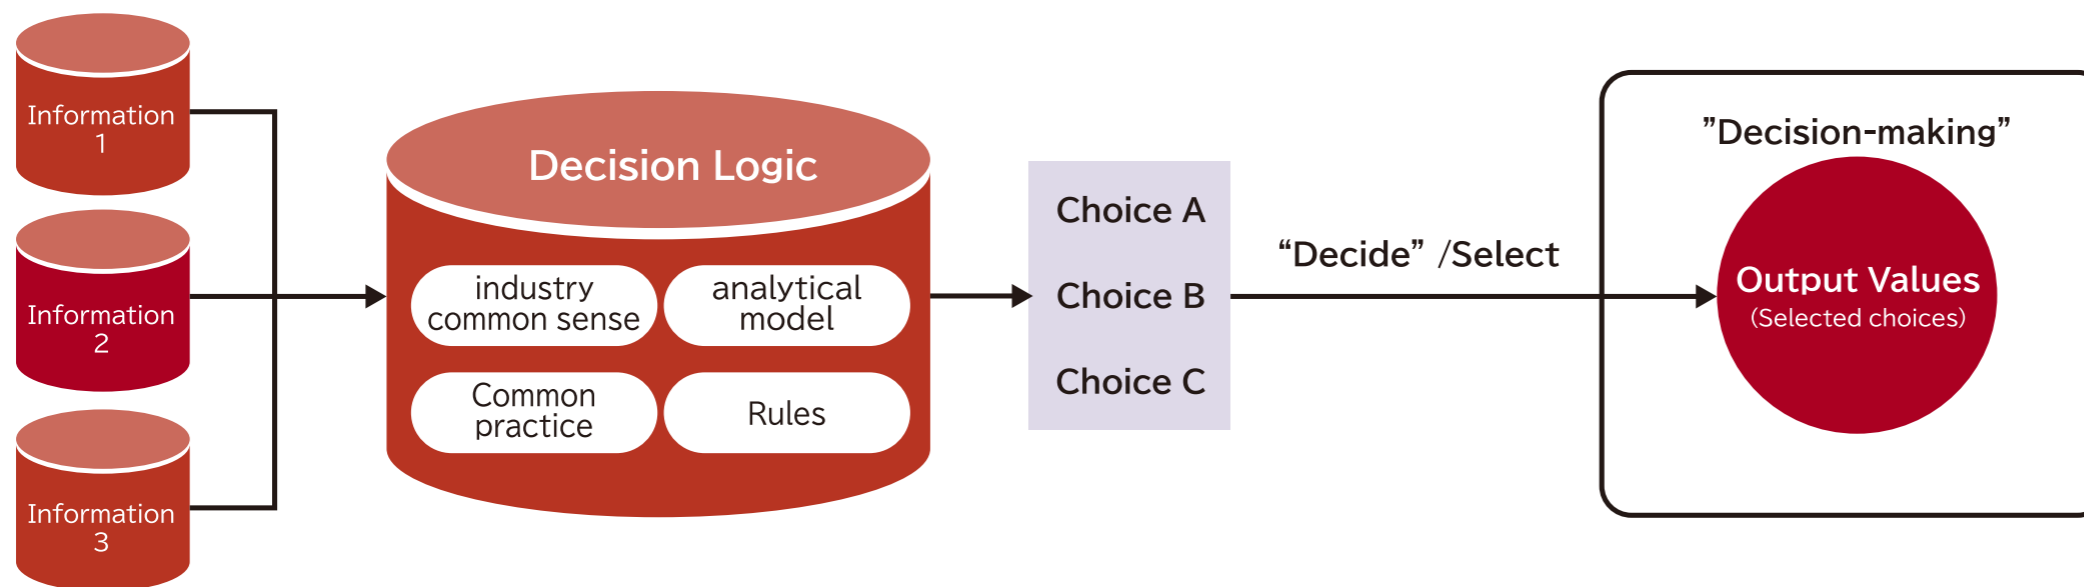 Information
1
Information
2
Information
3
Decision Logic
industry
common sense
analytical
model
Common
practice
Rules
Choice A
Choice B
Choice C
“Decide” /Select
”Decision-making”
Output Values
(Selected choices)